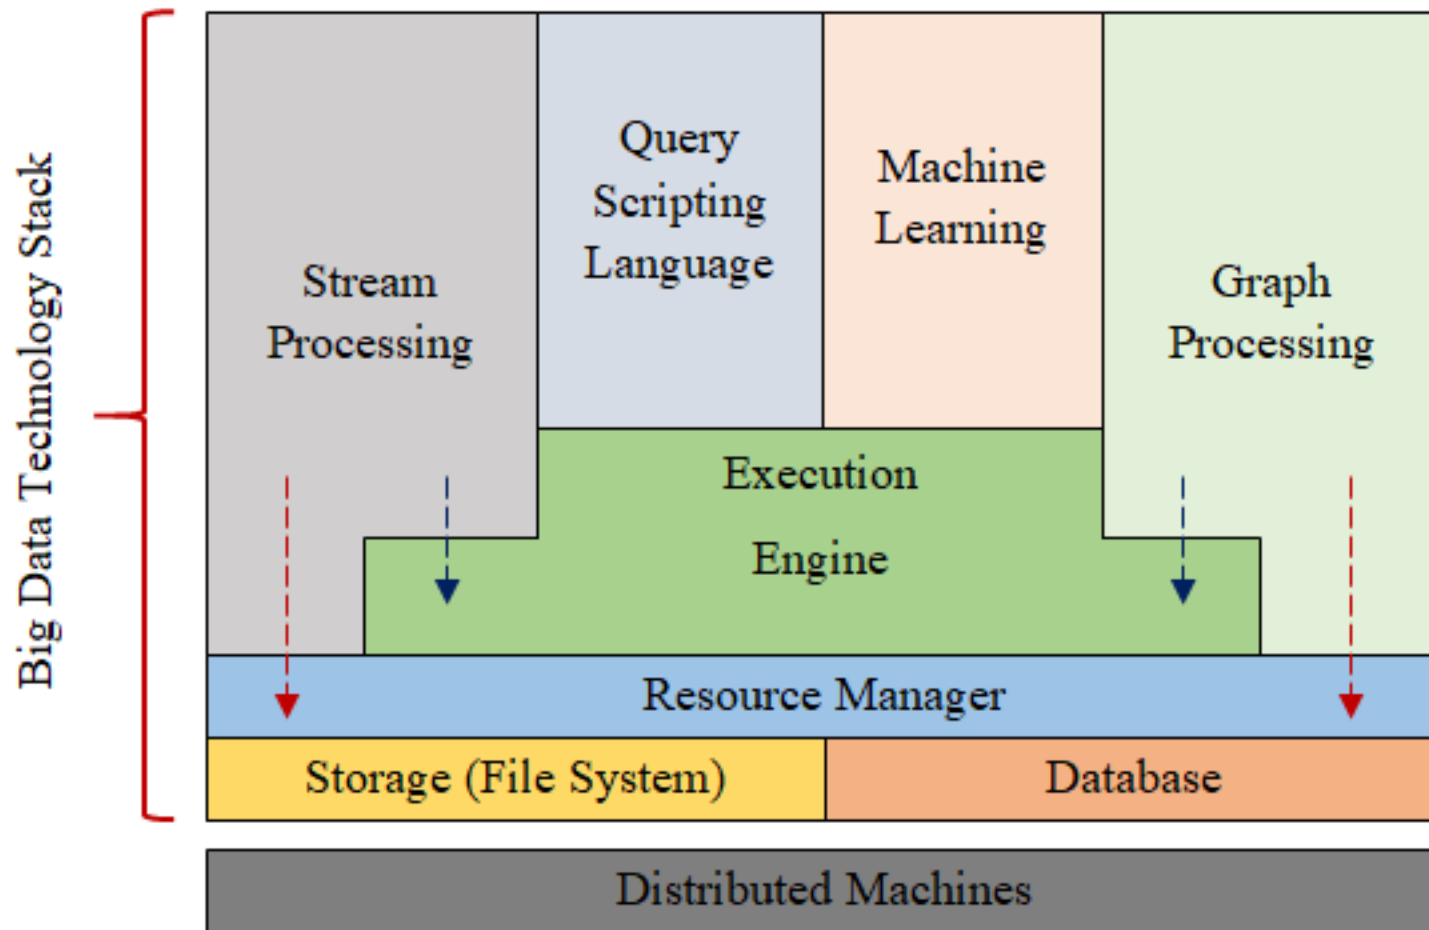 Big Data Technology Stack
Stream
Processing
Query
Scripting
Language
Machine
Learning
Graph
Processing
Execution
Engine
Resource Manager
Storage (File System)
Database
Distributed Machines